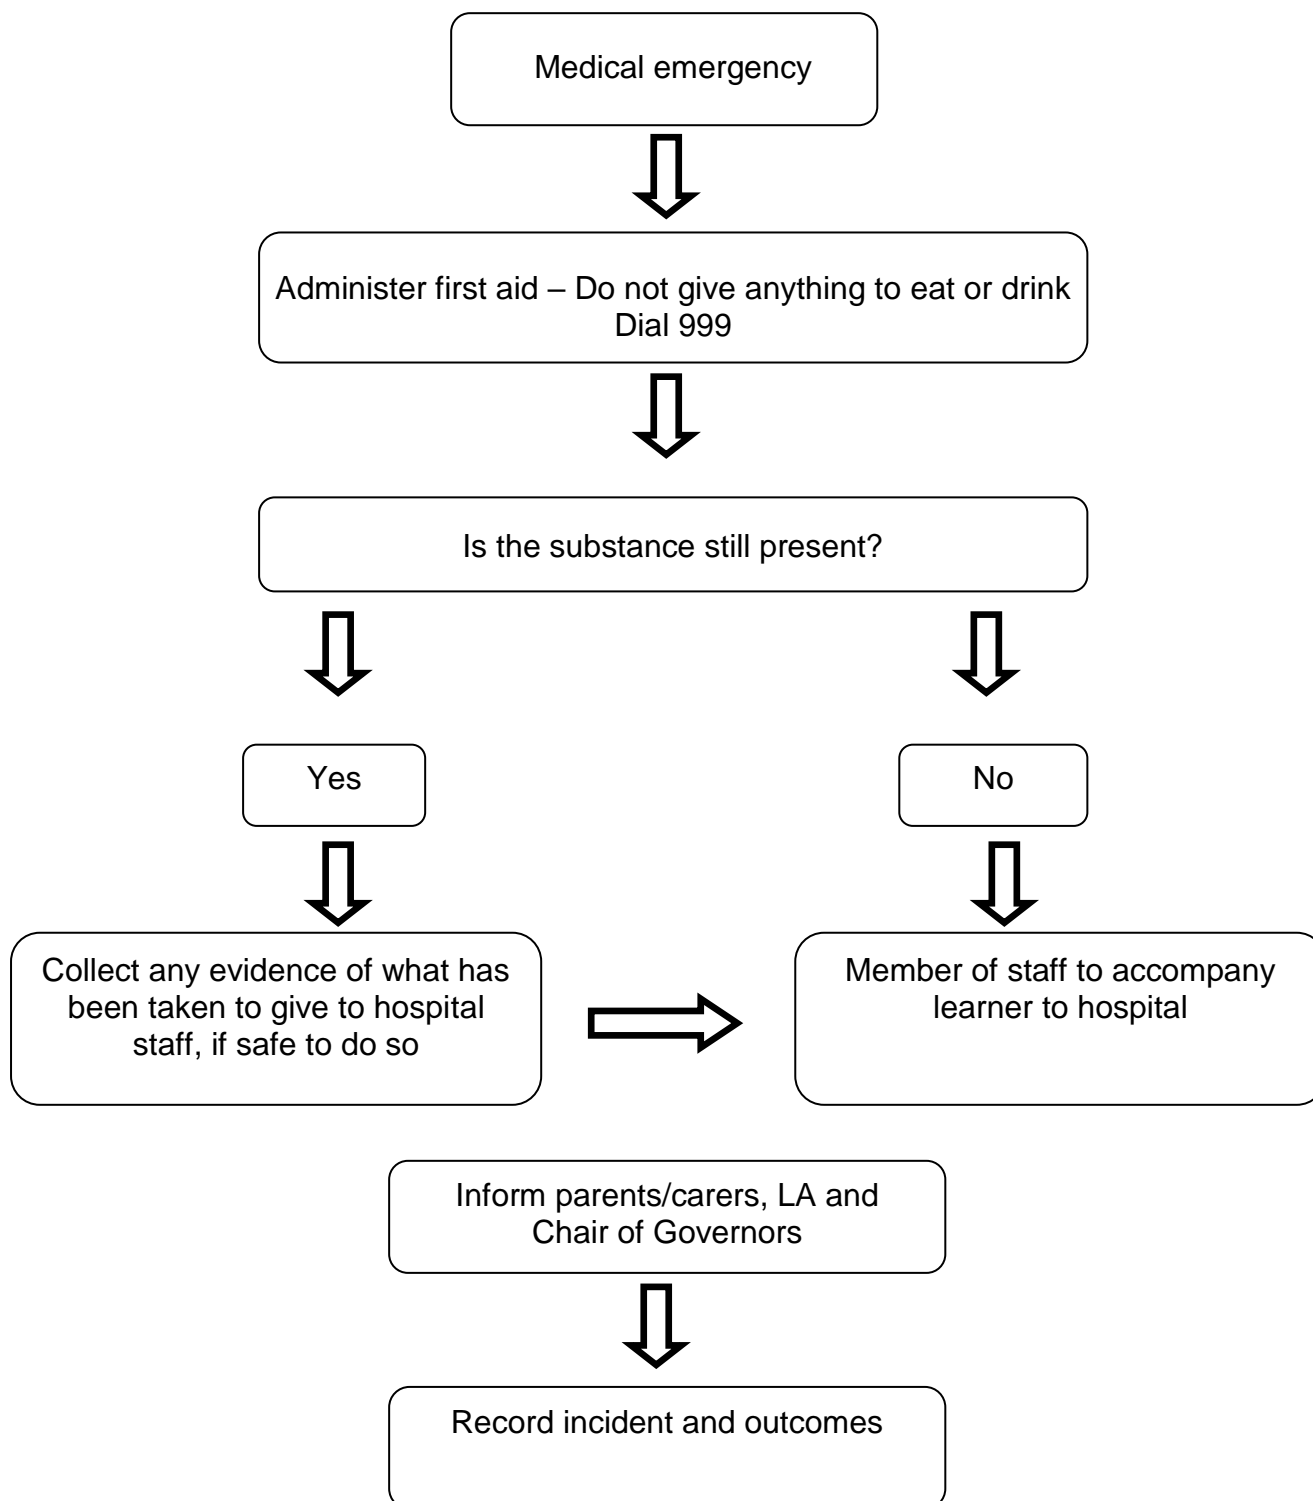 Medical emergency
Administer first aid – Do not give anything to eat or drink
Dial 999
Is the substance still present?
Yes
No
Collect any evidence of what has
been taken to give to hospital
staff, if safe to do so
Member of staff to accompany
learner to hospital
Inform parents/carers, LA and
Chair of Governors
Record incident and outcomes